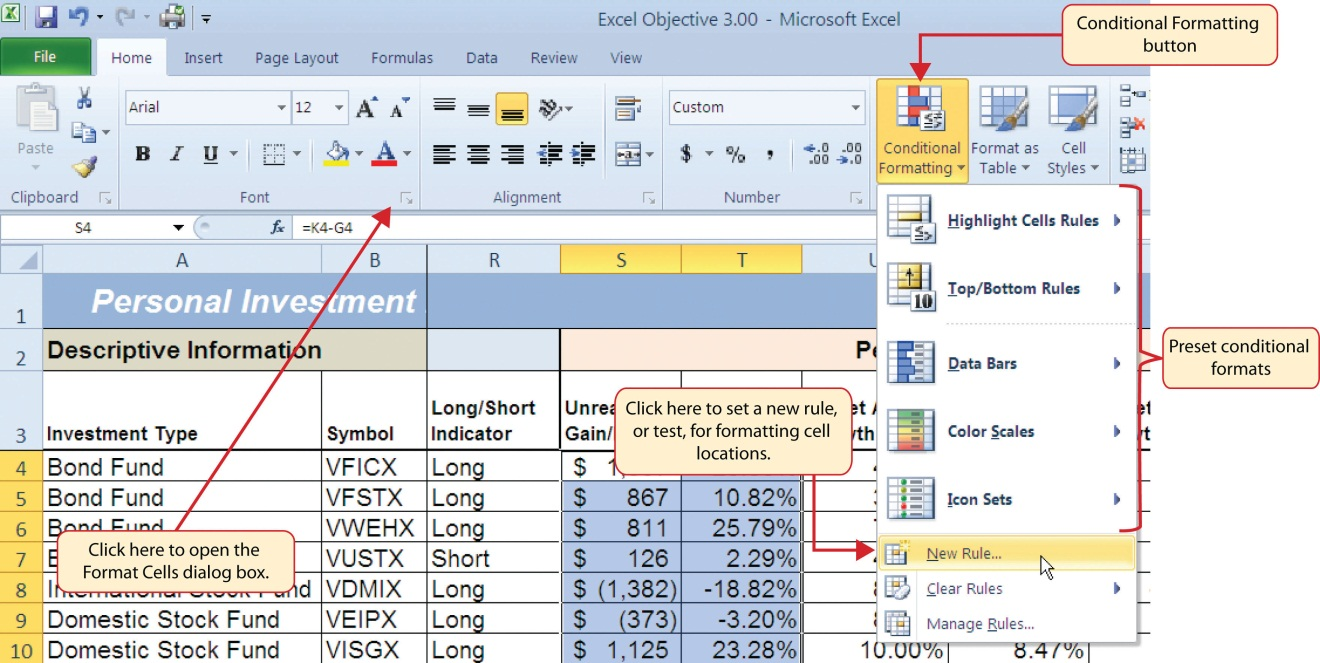 Excel Objective 3.00 - Microsoft Excel
Conditional Formatting
button
File Home Insert Page Layout Formulas Data Review View
Arial 12
Custom
Paste
B I U
$ % ,
Conditional
Formatting
Format as
Table
Cell
Styles
Clipboard Font Alignment Number
S4 fx =K4-G4
Highlight Cells Rules
Top/Bottom Rules
Data Bars
Color Scales
Icon Sets
New Rule...
Clear Rules
Manage Rules...
Preset conditional
formats
Click here to set a new rule,
or test, for formatting cell
locations.
Click here to open the
Format Cells dialog box.
A B R S T
1 Personal Investment
2 Descriptive Information
3 Investment Type Symbol Long/Short
Indicator
4 Bond Fund VFICX Long $
5 Bond Fund VFSTX Long $ 867 10.82%
6 Bond Fund VWEHX Long $ 811 25.79%
7 VUSTX Short $ 126 2.29%
8 VDMIX Long $ (1,382) -18.82%
9 Domestic Stock Fund VEIPX Long $ (373) -3.20%
10 Domestic Stock Fund VISGX Long $ 1,125 23.28% 10.00% 8.47%